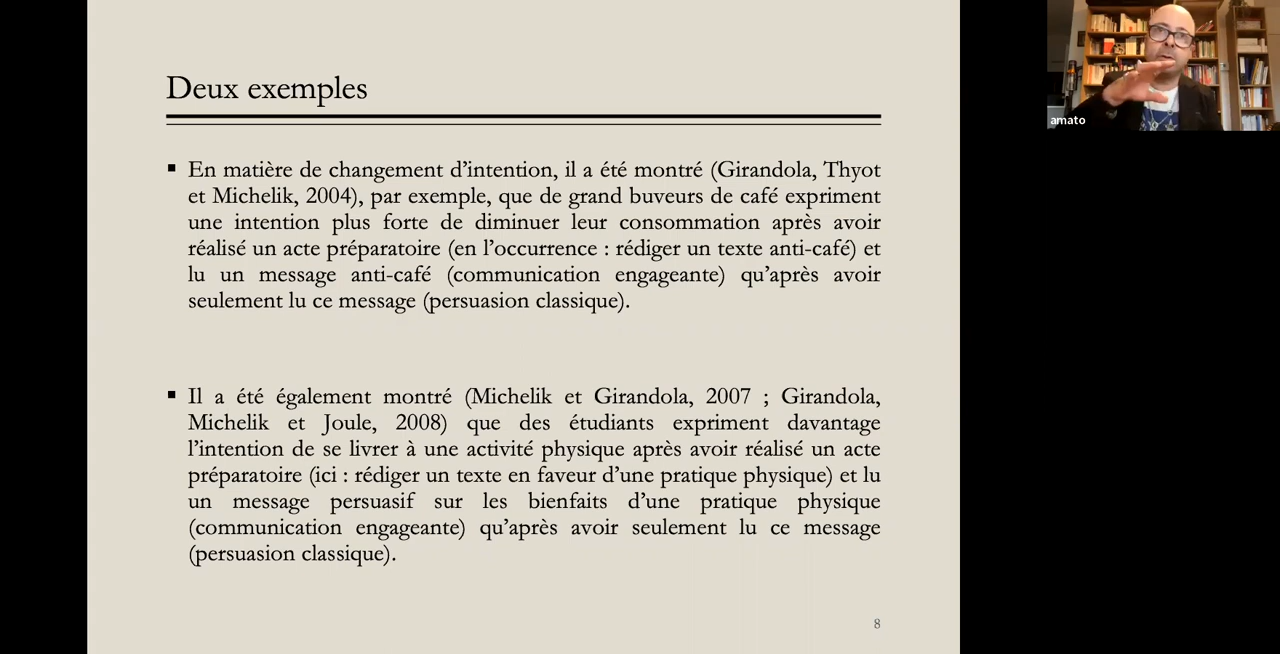 Deux exemples
▪ En matière de changement d’intention, il a été montré (Girandola, Thyot
et Michelik, 2004), par exemple, que de grand buveurs de café expriment
une intention plus forte de diminuer leur consommation après avoir
réalisé un acte préparatoire (en l’occurrence : rédiger un texte anti-café) et
lu un message anti-café (communication engageante) qu’après avoir
seulement lu ce message (persuasion classique).
▪ Il a été également montré (Michelik et Girandola, 2007 ; Girandola,
Michelik et Joule, 2008) que des étudiants expriment davantage
l’intention de se livrer à une activité physique après avoir réalisé un acte
préparatoire (ici : rédiger un texte en faveur d’une pratique physique) et lu
un message persuasif sur les bienfaits d’une pratique physique
(communication engageante) qu’après avoir seulement lu ce message
(persuasion classique).
8
amato